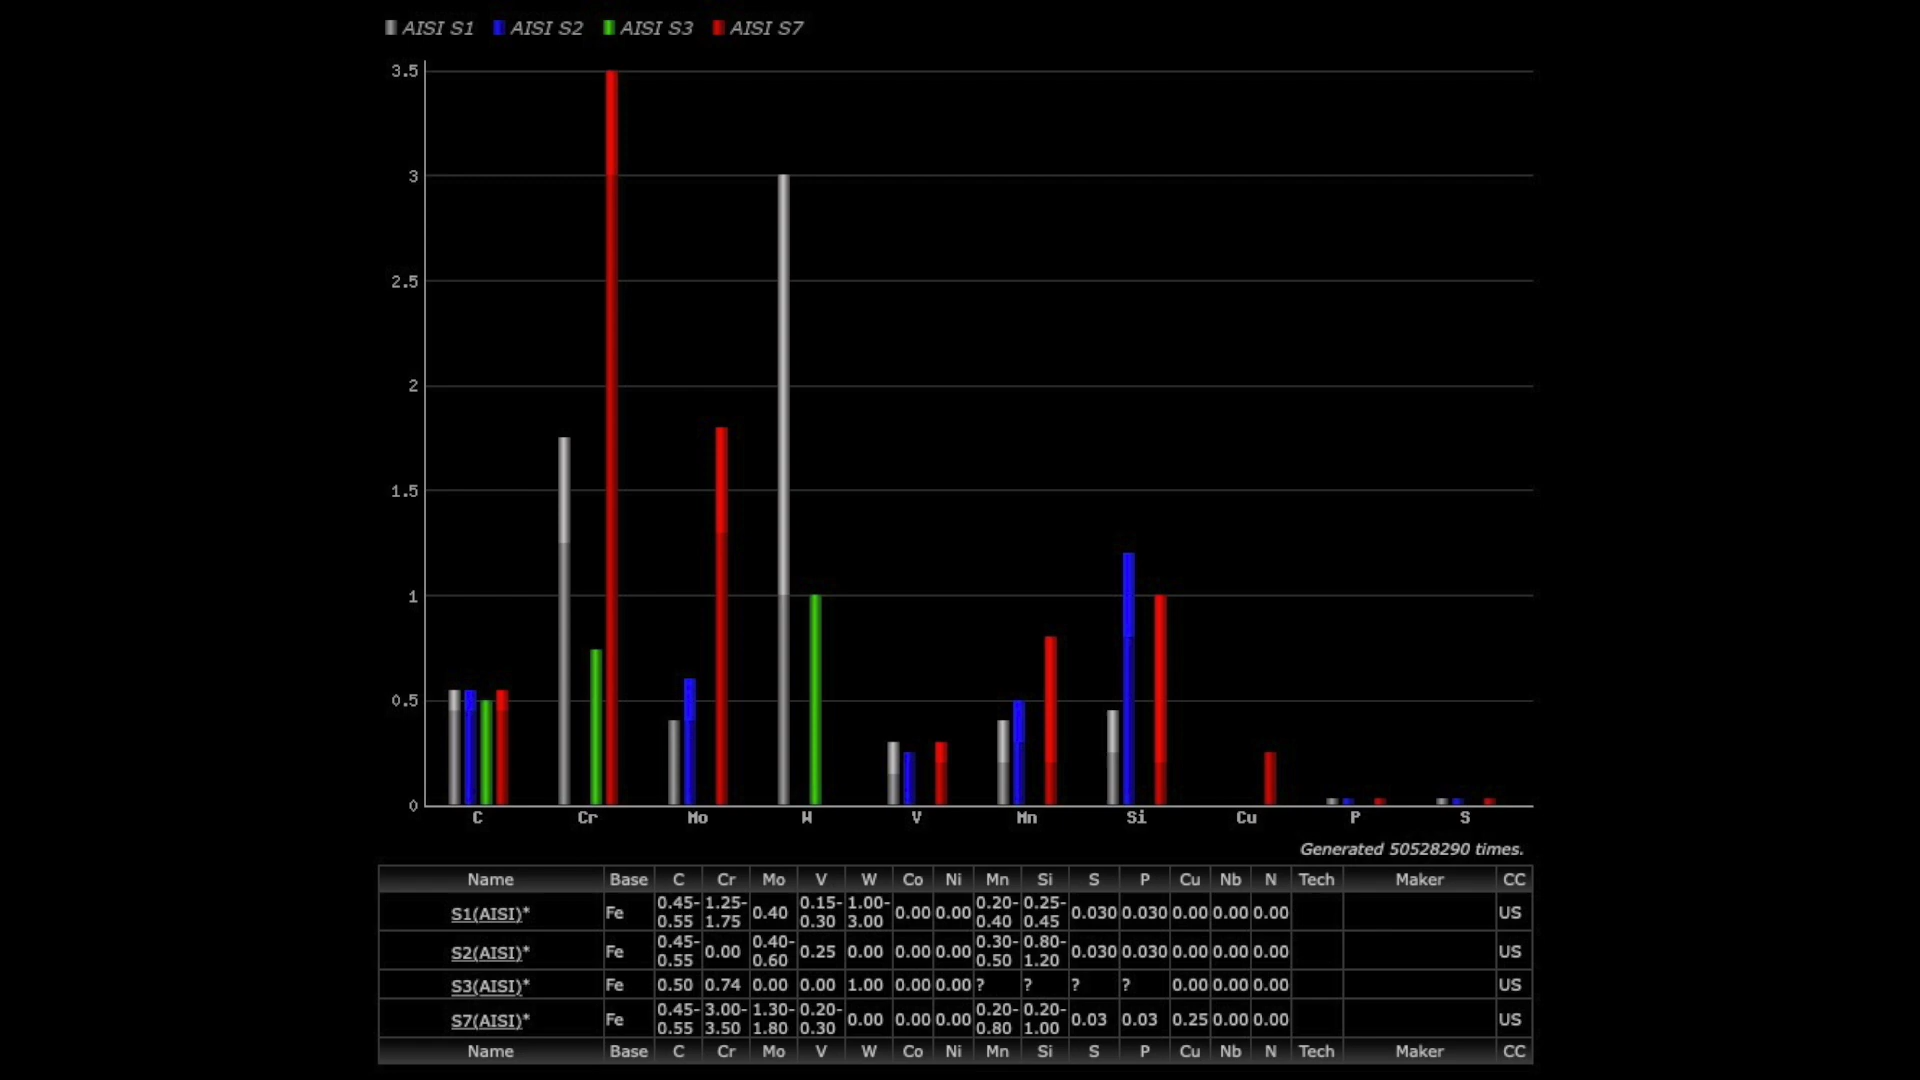 AISI S1 AISI S2 AISI S3 AISI S7
3.5
3
2.5
2
1.5
1
0.5
0
C Cr Mo W V Mn Si Cu P S
Generated 50528290 times.
Name Base C Cr Mo V W Co Ni Mn Si S P Cu Nb N Tech Maker CC
S1(AISI)* Fe 0.45-0.55 1.25-1.75 0.40 0.15-0.30 1.00-3.00 0.00 0.00 0.20-0.40 0.25-0.45 0.030 0.030 0.00 0.00 0.00 US
S2(AISI)* Fe 0.45-0.55 0.00 0.40-0.60 0.25 0.00 0.00 0.00 0.30-0.50 0.80-1.20 0.030 0.030 0.00 0.00 0.00 US
S3(AISI)* Fe 0.50 0.74 0.00 0.00 1.00 0.00 0.00 ? ? ? ? 0.00 0.00 0.00 US
S7(AISI)* Fe 0.45-0.55 3.00-3.50 1.30-1.80 0.20-0.30 0.00 0.00 0.00 0.20-0.80 0.20-1.00 0.03 0.03 0.25 0.00 0.00 US
Name Base C Cr Mo V W Co Ni Mn Si S P Cu Nb N Tech Maker CC